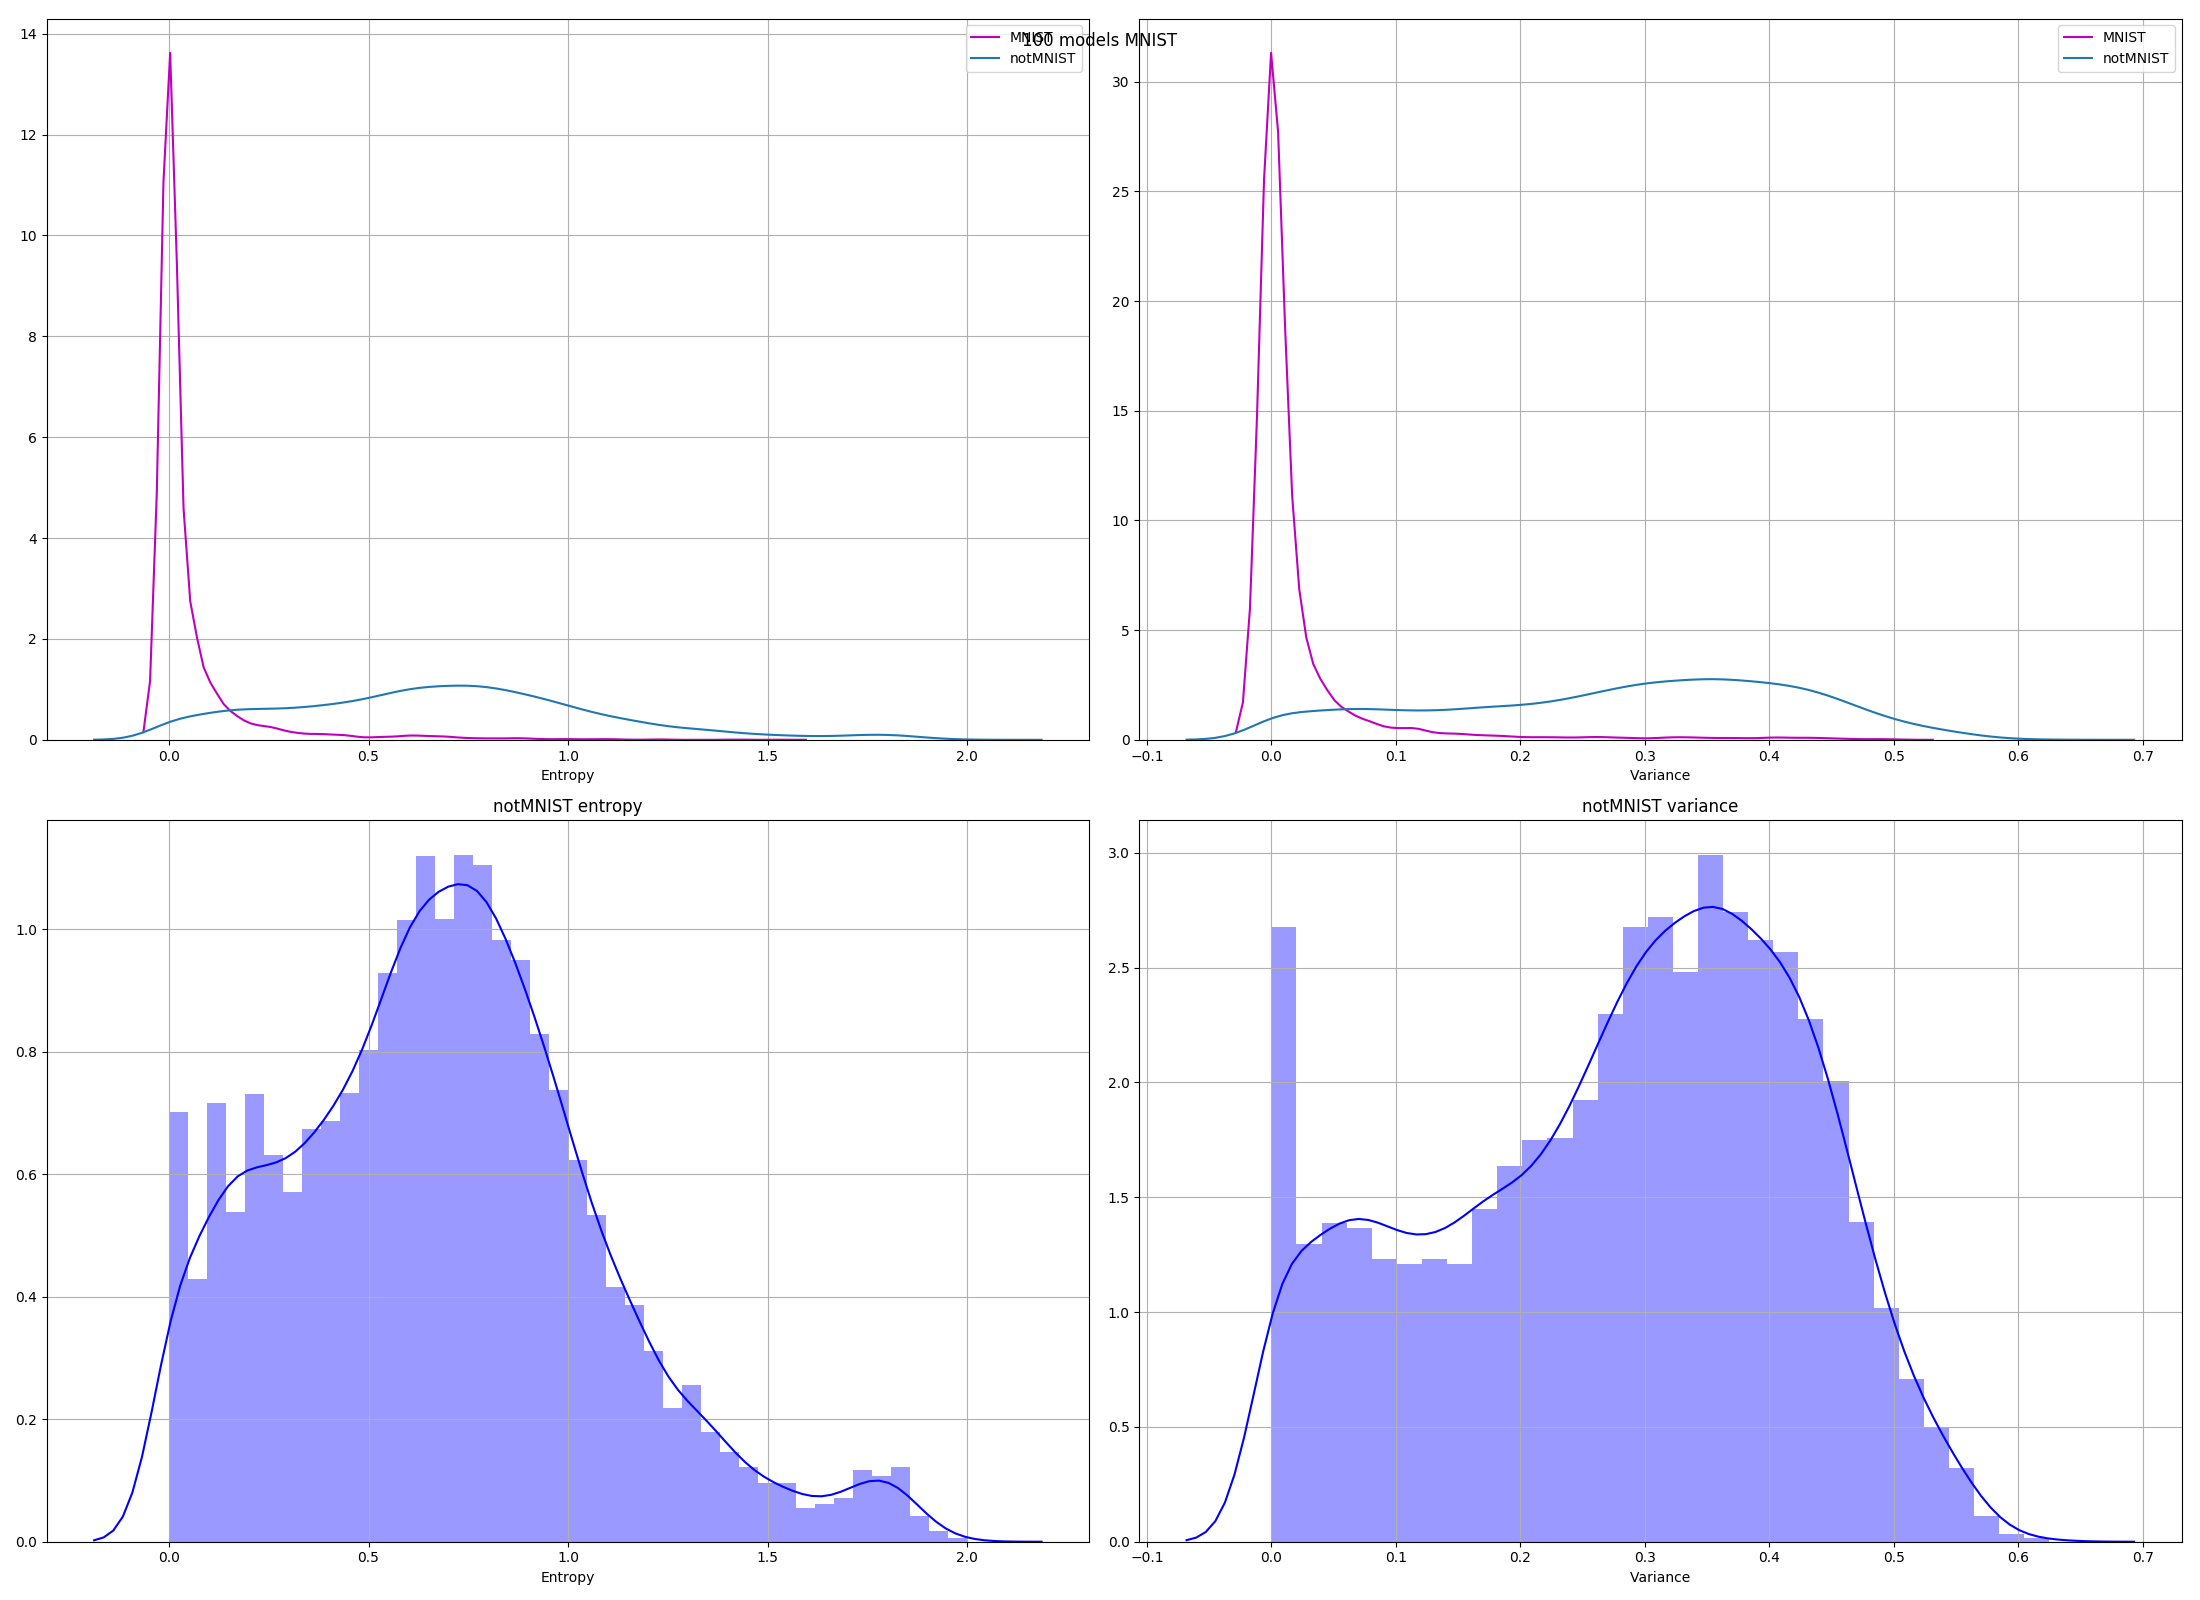 100 models MNIST
14
12
10
8
6
4
2
0
MNIST
notMNIST
0.0 0.5 1.0 1.5 2.0
Entropy
30
25
20
15
10
5
0
MNIST
notMNIST
−0.1 0.0 0.1 0.2 0.3 0.4 0.5 0.6 0.7
Variance
notMNIST entropy
1.0
0.8
0.6
0.4
0.2
0.0
0.0 0.5 1.0 1.5 2.0
Entropy
notMNIST variance
3.0
2.5
2.0
1.5
1.0
0.5
0.0
−0.1 0.0 0.1 0.2 0.3 0.4 0.5 0.6 0.7
Variance